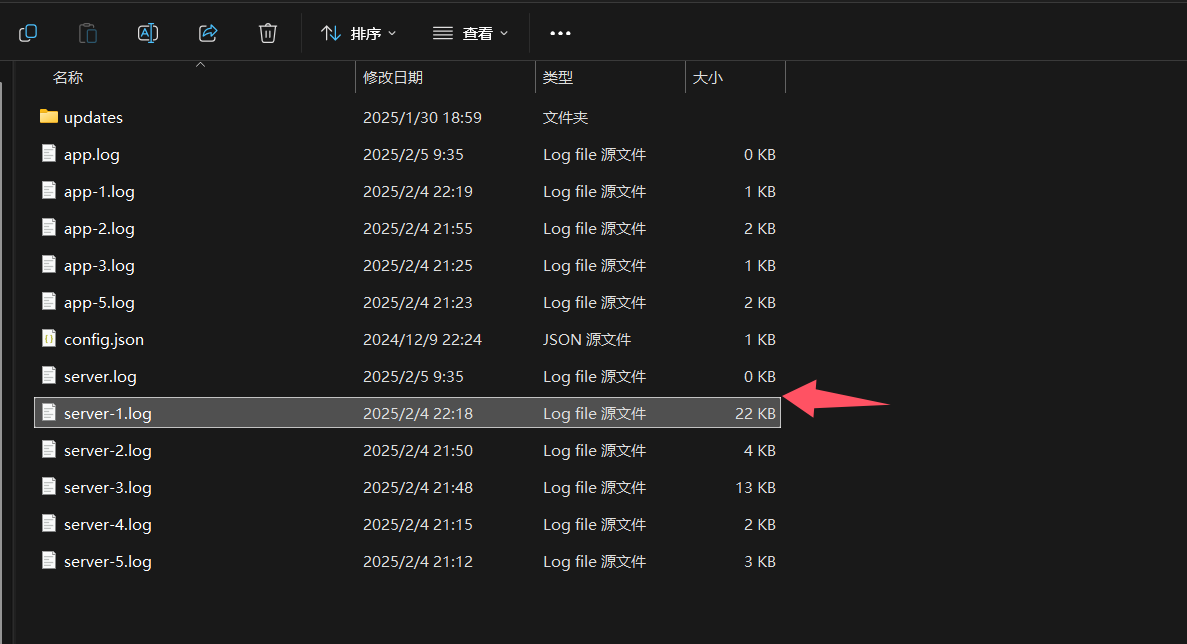 排序 查看
名称 修改日期 类型 大小
updates 2025/1/30 18:59 文件夹
app.log 2025/2/5 9:35 Log file 源文件 0 KB
app-1.log 2025/2/4 22:19 Log file 源文件 1 KB
app-2.log 2025/2/4 21:55 Log file 源文件 2 KB
app-3.log 2025/2/4 21:25 Log file 源文件 1 KB
app-5.log 2025/2/4 21:23 Log file 源文件 2 KB
config.json 2024/12/9 22:24 JSON 源文件 1 KB
server.log 2025/2/5 9:35 Log file 源文件 0 KB
server-1.log 2025/2/4 22:18 Log file 源文件 22 KB
server-2.log 2025/2/4 21:50 Log file 源文件 4 KB
server-3.log 2025/2/4 21:48 Log file 源文件 13 KB
server-4.log 2025/2/4 21:15 Log file 源文件 2 KB
server-5.log 2025/2/4 21:12 Log file 源文件 3 KB